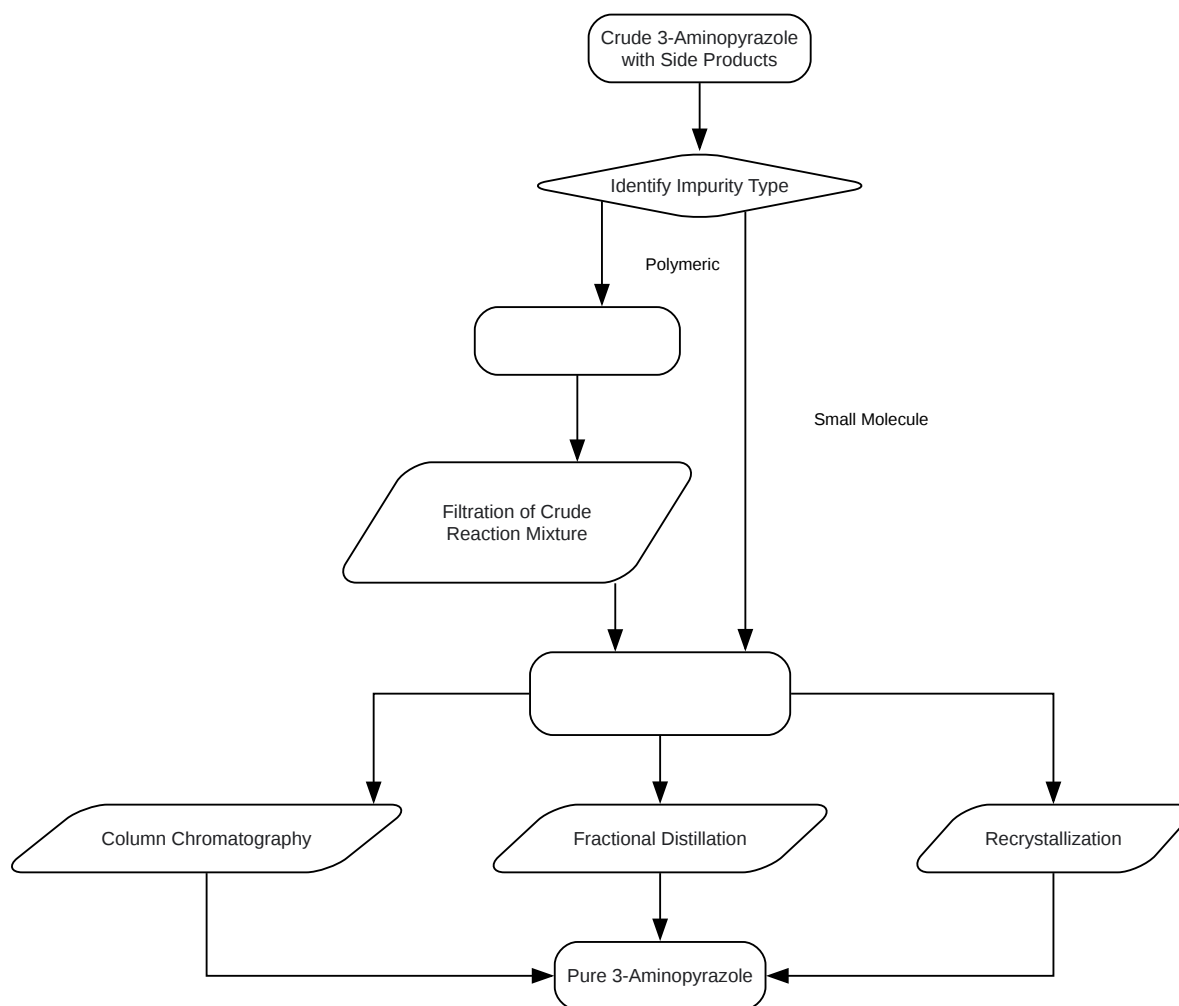 Crude 3-Aminopyrazole
with Side Products
Identify Impurity Type
Polymeric
Small Molecule
Filtration of Crude
Reaction Mixture
Column Chromatography
Fractional Distillation
Recrystallization
Pure 3-Aminopyrazole